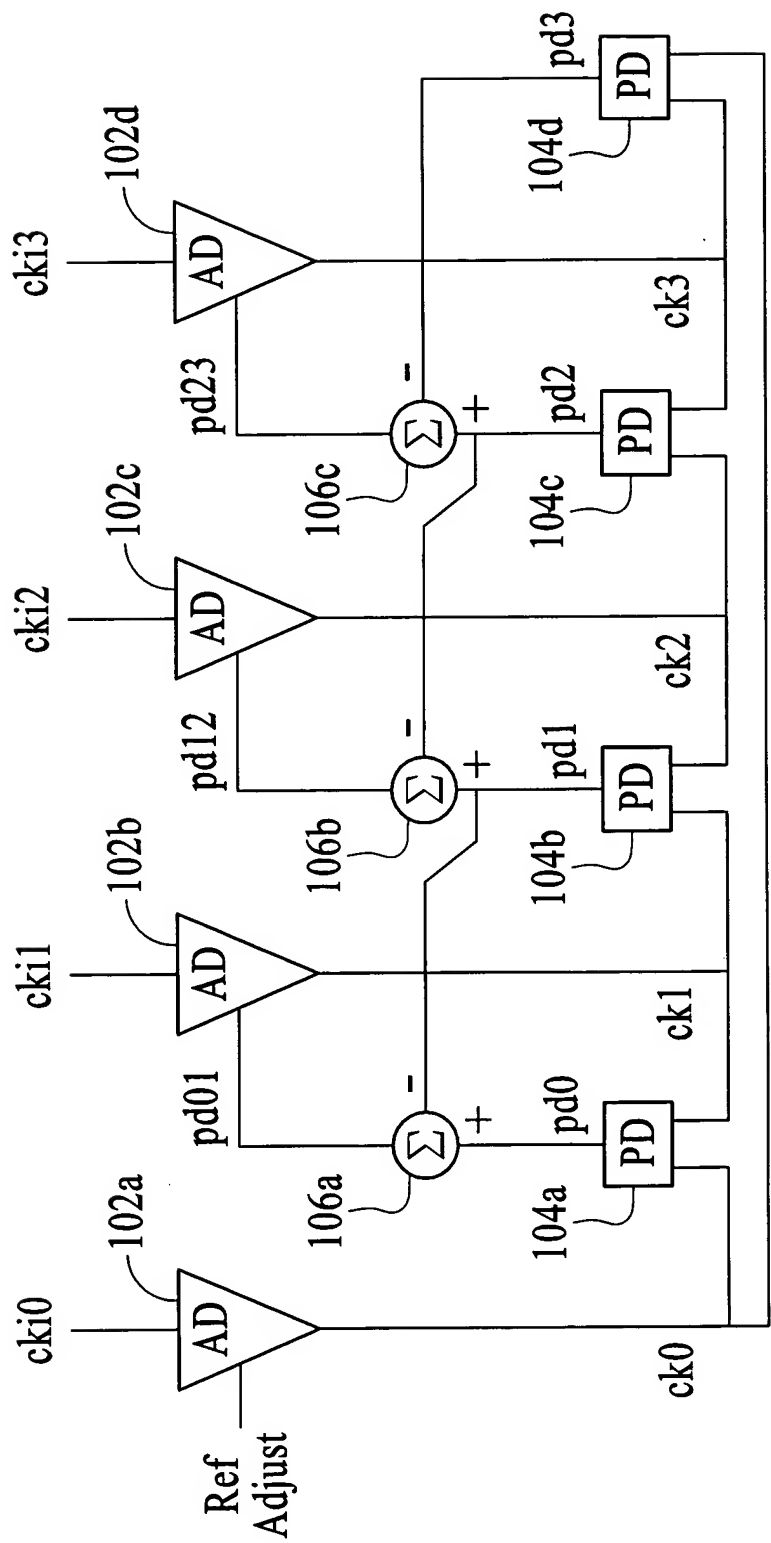 cki0
cki1
cki2
cki3
102a
102b
102c
102d
AD
AD
AD
AD
Ref
Adjust
pd01
pd12
pd23
Σ
Σ
Σ
-
-
-
+
+
+
106a
106b
106c
pd0
pd1
pd2
pd3
PD
PD
PD
PD
104a
104b
104c
104d
ck0
ck1
ck2
ck3